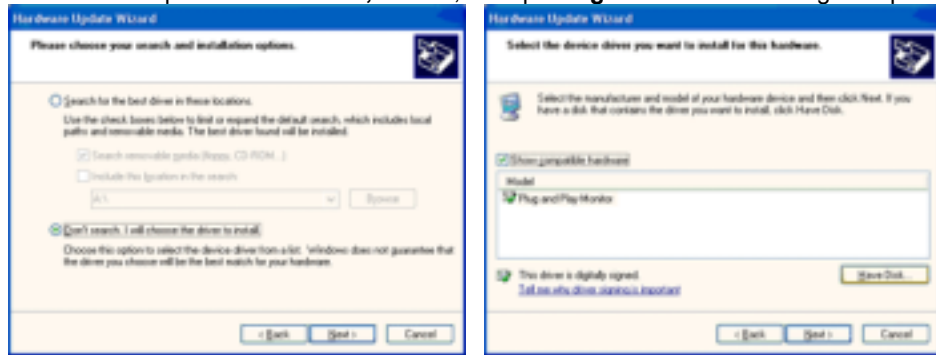 Hardware Update Wizard
Please choose your search and installation options.
Search for the best driver in these locations.
Use the check boxes below to limit or expand the default search, which includes local
paths and removable media. The best driver found will be installed.
Search removable media (floppy, CD-ROM...)
Include this location in the search:
A:\
Browse
Don't search. I will choose the driver to install.
Choose this option to select the device driver from a list. Windows does not guarantee that
the driver you choose will be the best match for your hardware.
< Back
Next >
Cancel
Hardware Update Wizard
Select the device driver you want to install for this hardware.
Select the manufacturer and model of your hardware device and then click Next. If you
have a disk that contains the driver you want to install, click Have Disk.
Show compatible hardware
Model
Plug and Play Monitor
This driver is digitally signed.
Tell me why driver signing is important
Have Disk...
< Back
Next >
Cancel